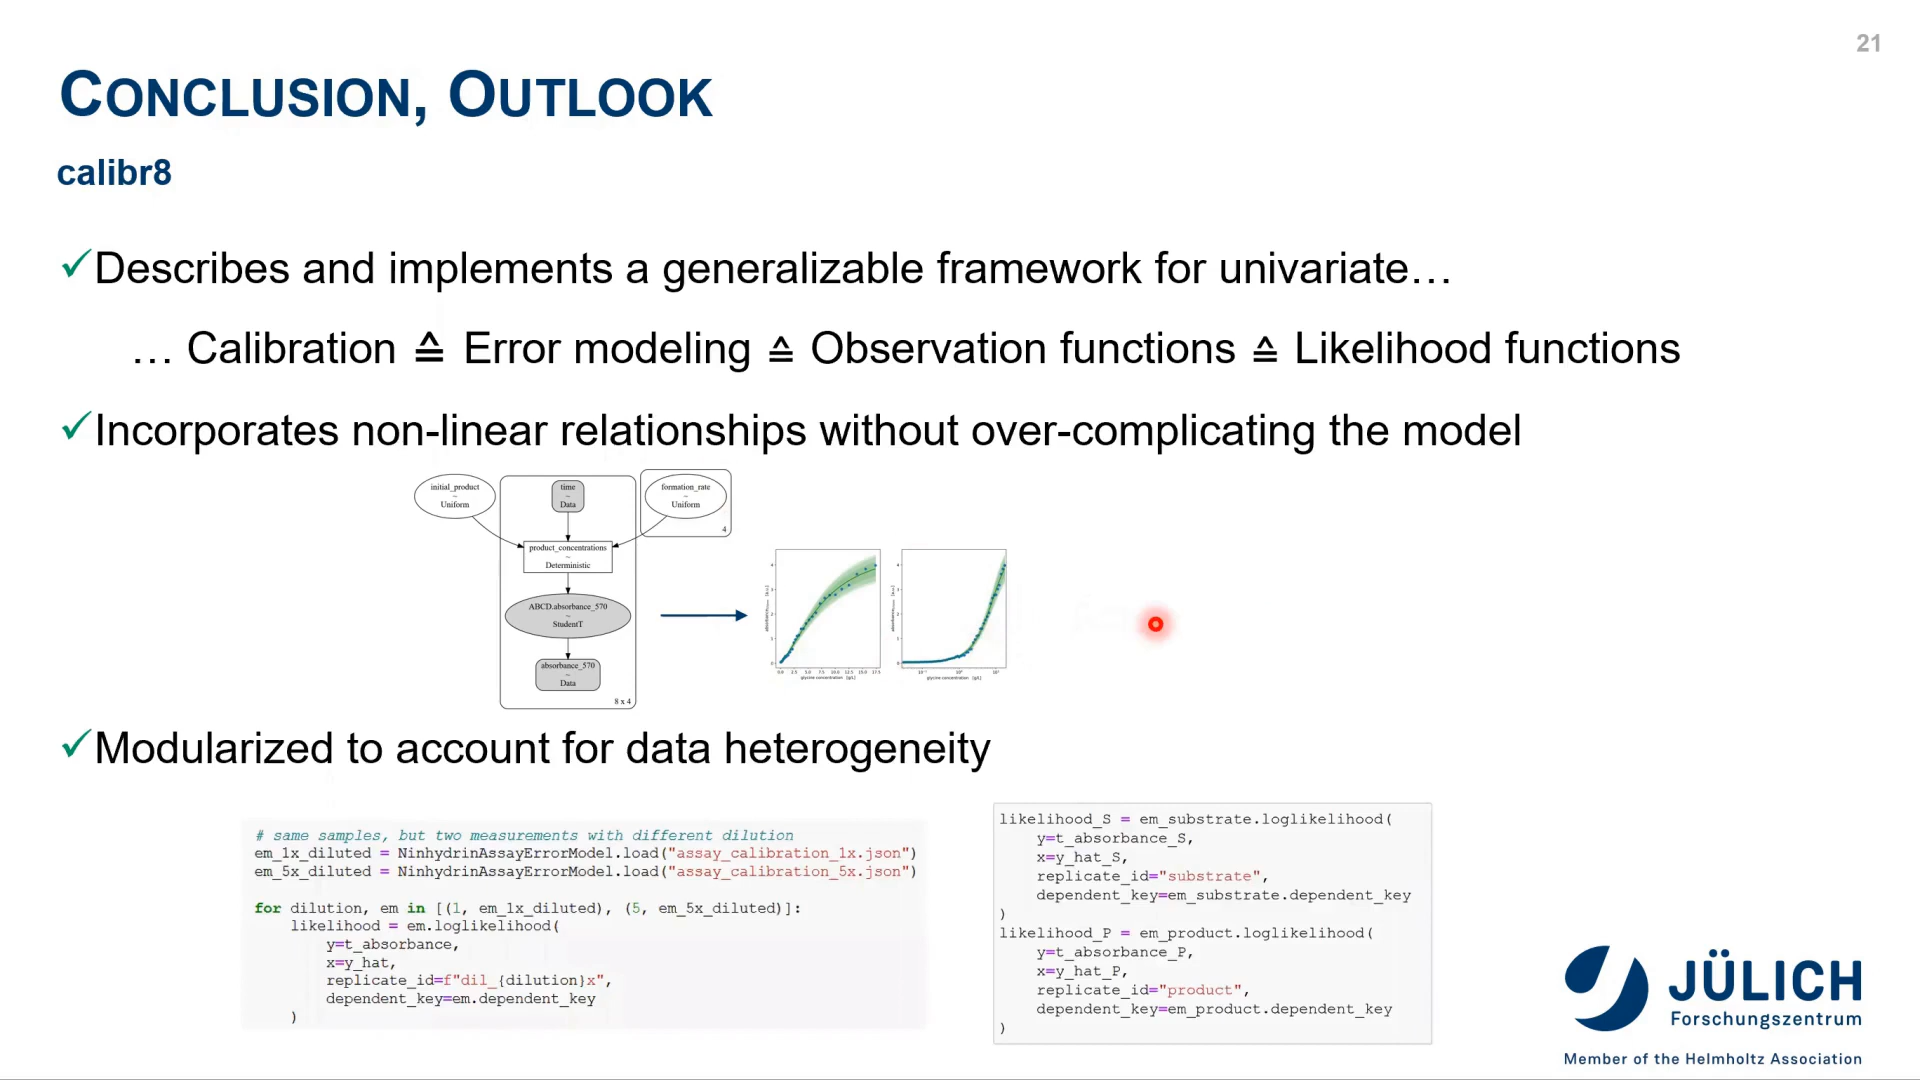 21
CONCLUSION, OUTLOOK
calibr8
✓Describes and implements a generalizable framework for univariate…
… Calibration ≙ Error modeling ≙ Observation functions ≙ Likelihood functions
✓Incorporates non-linear relationships without over-complicating the model
initial_product
~
Uniform
time
~
Data
formation_rate
~
Uniform
4
product_concentrations
~
Deterministic
ABCD.absorbance_570
~
StudentT
absorbance_570
~
Data
8 x 4
glycine concentration [g/L]
glycine concentration [g/L]
✓Modularized to account for data heterogeneity
# same samples, but two measurements with different dilution
em_1x_diluted = NinhydrinAssayErrorModel.load("assay_calibration_1x.json")
em_5x_diluted = NinhydrinAssayErrorModel.load("assay_calibration_5x.json")
for dilution, em in [(1, em_1x_diluted), (5, em_5x_diluted)]:
likelihood = em.loglikelihood(
y=t_absorbance,
x=y_hat,
replicate_id=f"dil_{dilution}x",
dependent_key=em.dependent_key
)
likelihood_S = em_substrate.loglikelihood(
y=t_absorbance_S,
x=y_hat_S,
replicate_id="substrate",
dependent_key=em_substrate.dependent_key
)
likelihood_P = em_product.loglikelihood(
y=t_absorbance_P,
x=y_hat_P,
replicate_id="product",
dependent_key=em_product.dependent_key
)
JÜLICH
Forschungszentrum
Member of the Helmholtz Association